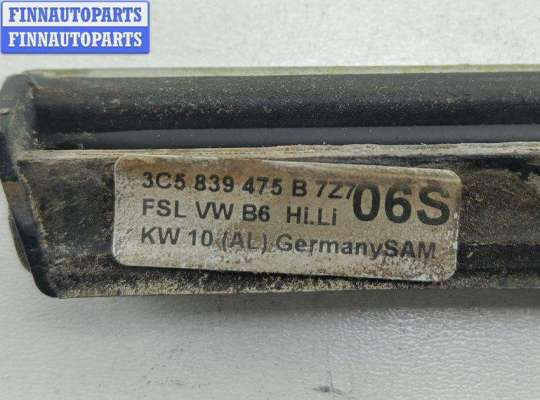 FINNAUTOPARTS
FINNAUTOPARTS
3C5 839 475 B 7Z7 06S
FSL VW B6 Hi.Li
KW 10 (AL) GermanySAM